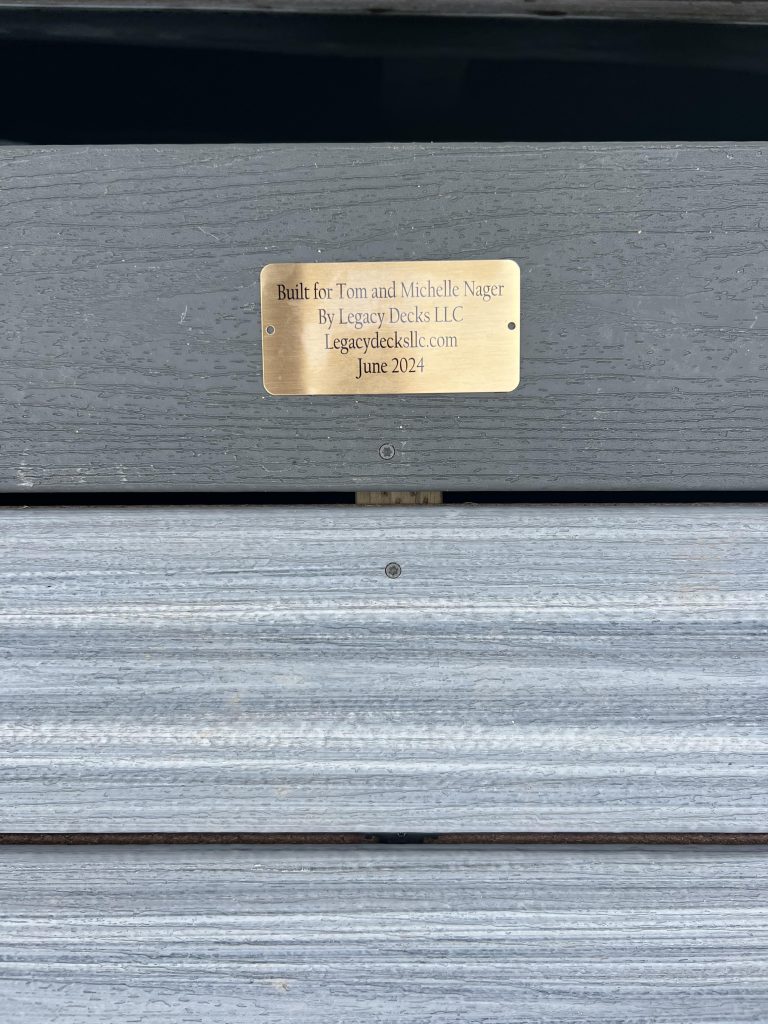 Built for Tom and Michelle Nager
By Legacy Decks LLC
Legacydecksllc.com
June 2024